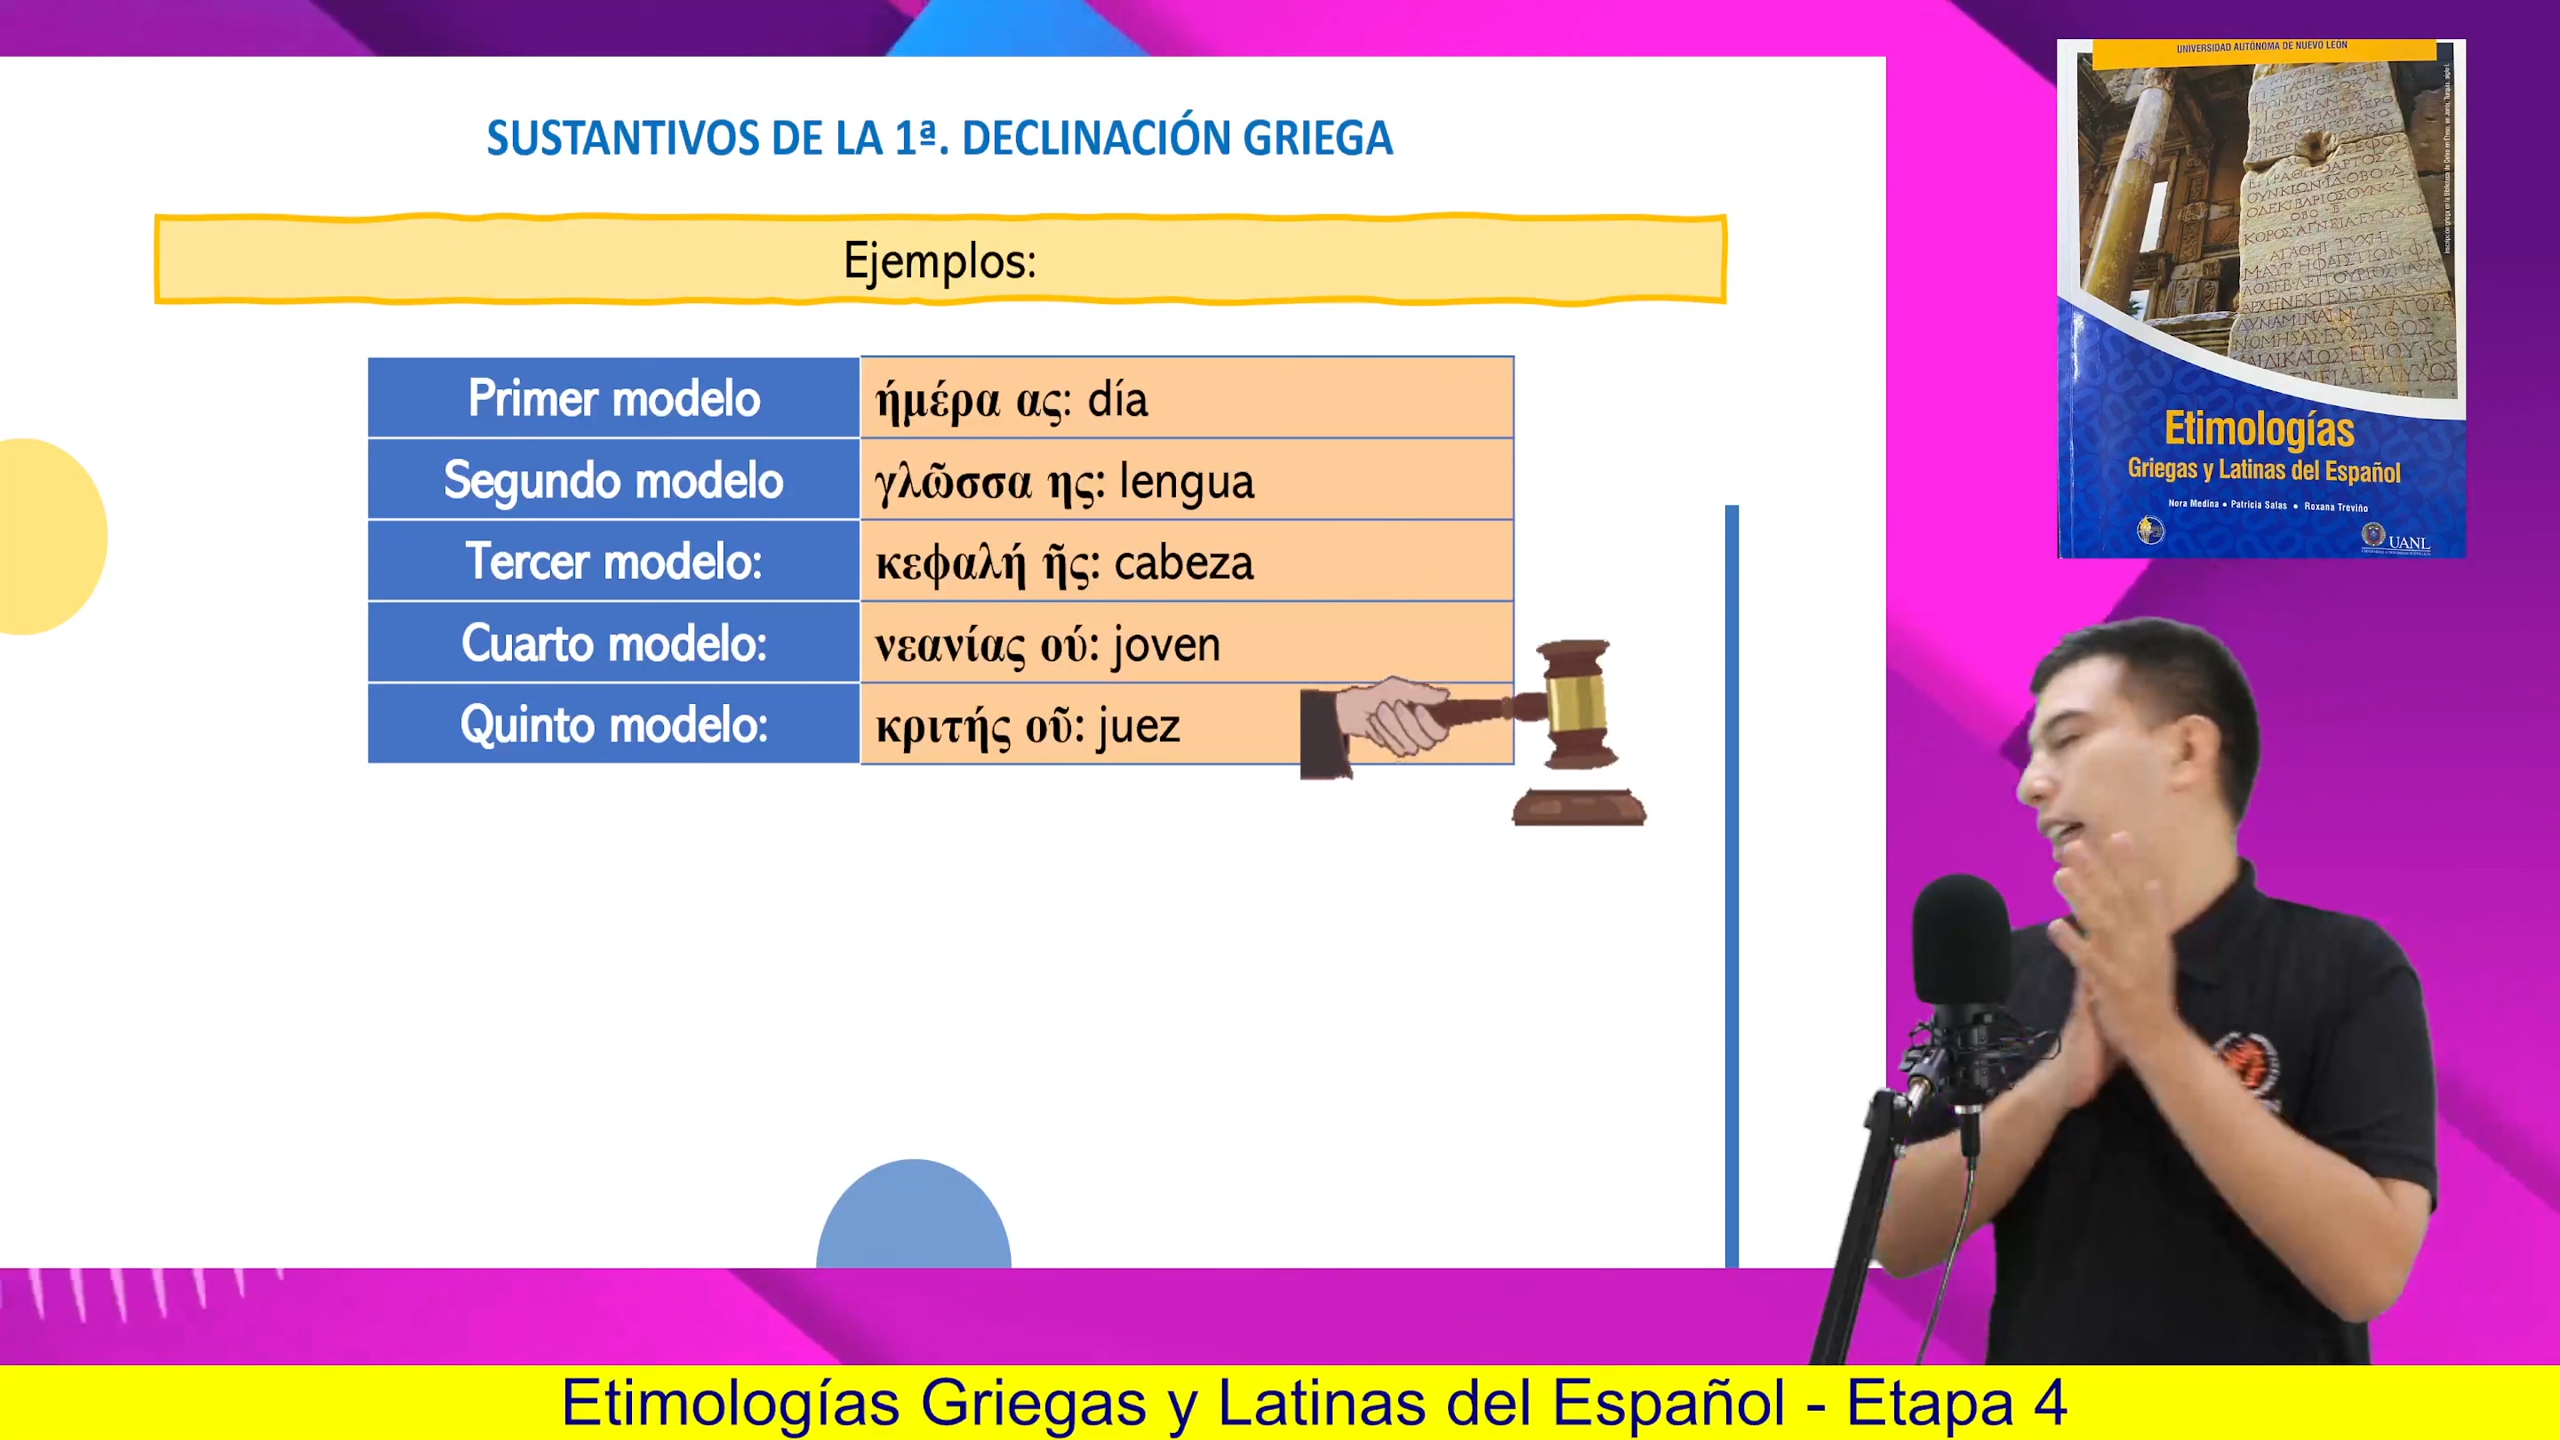 SUSTANTIVOS DE LA 1ª. DECLINACIÓN GRIEGA
Ejemplos:
Primer modelo ήμέρα ας: día
Segundo modelo γλῶσσα ης: lengua
Tercer modelo: κεφαλή ῆς: cabeza
Cuarto modelo: νεανίας ού: joven
Quinto modelo: κριτής οῦ: juez
UNIVERSIDAD AUTÓNOMA DE NUEVO LEÓN
Etimologías
Griegas y Latinas del Español
Nora Medina • Patricia Salas • Roxana Treviño
UANL
Etimologías Griegas y Latinas del Español - Etapa 4